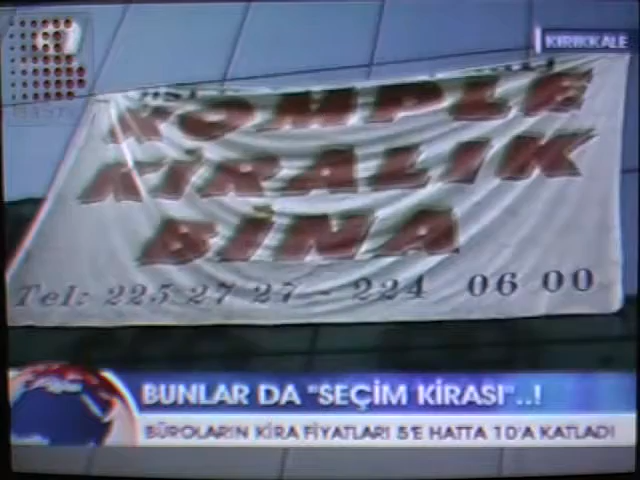 KIRIKKALE
KOMPLE
KİRALIK
BİNA
Tel: 225 27 27 - 224 06 00
BUNLAR DA "SEÇİM KİRASI"..!
BÜROLARIN KİRA FİYATLARI 5'E HATTA 10'A KATLADI